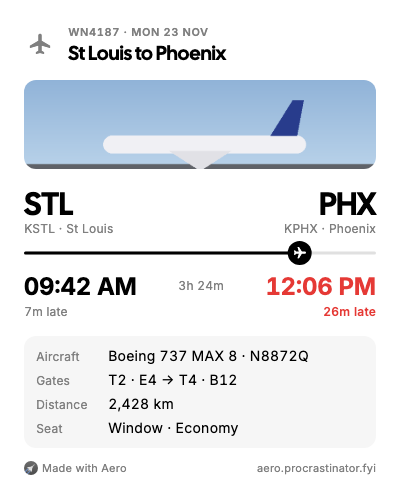 WN4187 · MON 23 NOV
St Louis to Phoenix
STL PHX
KSTL · St Louis KPHX · Phoenix
09:42 AM 3h 24m 12:06 PM
7m late 26m late
Aircraft Boeing 737 MAX 8 · N8872Q
Gates T2 · E4 → T4 · B12
Distance 2,428 km
Seat Window · Economy
Made with Aero aero.procrastinator.fyi